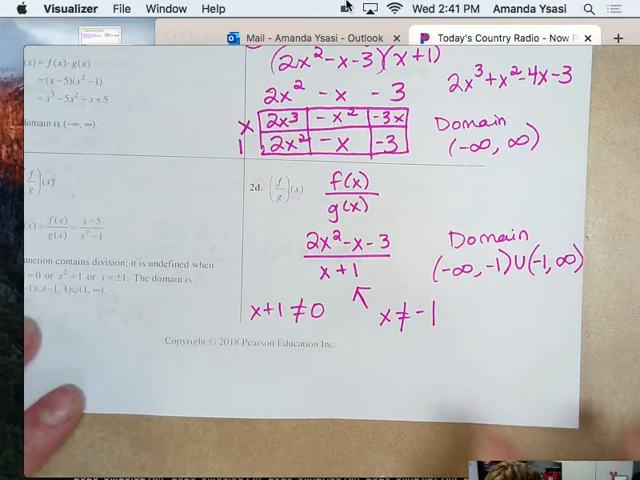 Visualizer File Window Help Wed 2:41 PM Amanda Ysasi
Mail - Amanda Ysasi - Outlook
Today's Country Radio - Now P
(x) = f(x) · g(x)
= (x−5)(x²−1)
= x³−5x²−x+5
domain is (−∞, ∞).
(2x²-x-3)(x+1)
2x² -x -3
x 2x³ -x² -3x
1 2x² -x -3
2x³+x²-4x-3
Domain
(-∞, ∞)
(f/g)(x)
(x) = f(x)/g(x) = x−5/x²−1
unction contains division; it is undefined when
= 0 or x² = 1 or x = ±1. The domain is
−1)∪(−1, 1)∪(1, ∞).
2d. (f/g)(x) f(x)/g(x)
2x²-x-3
x+1
Domain
(-∞, -1)∪(-1, ∞)
x+1≠0 x≠-1
Copyright © 2018 Pearson Education Inc.